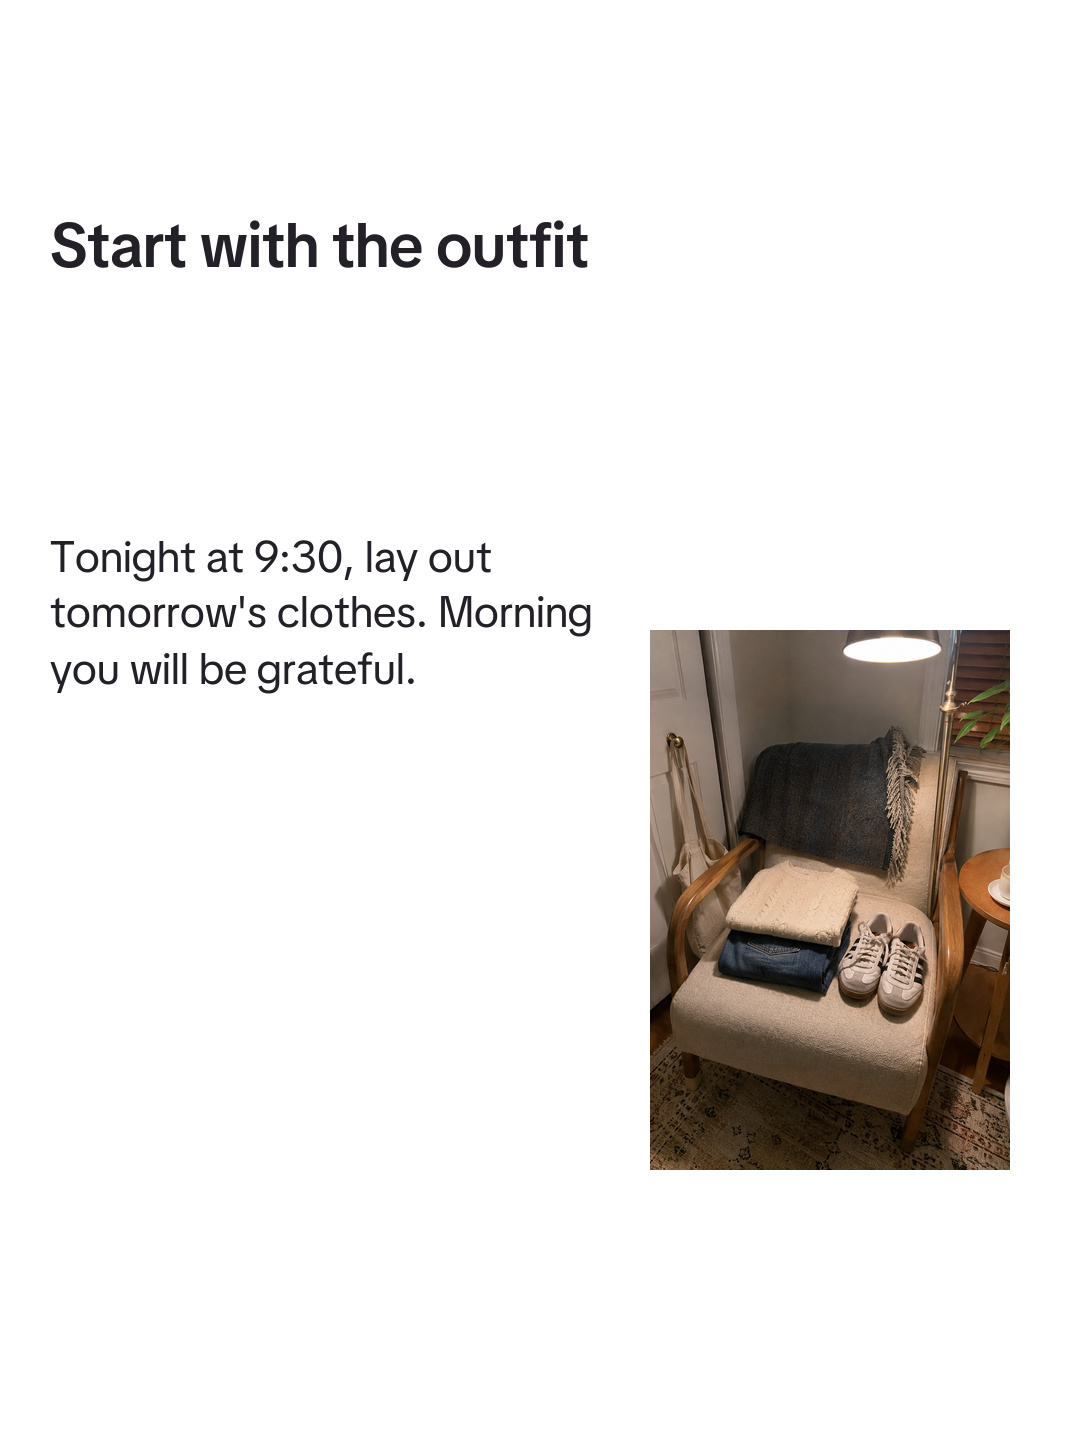 Start with the outfit
Tonight at 9:30, lay out
tomorrow's clothes. Morning
you will be grateful.